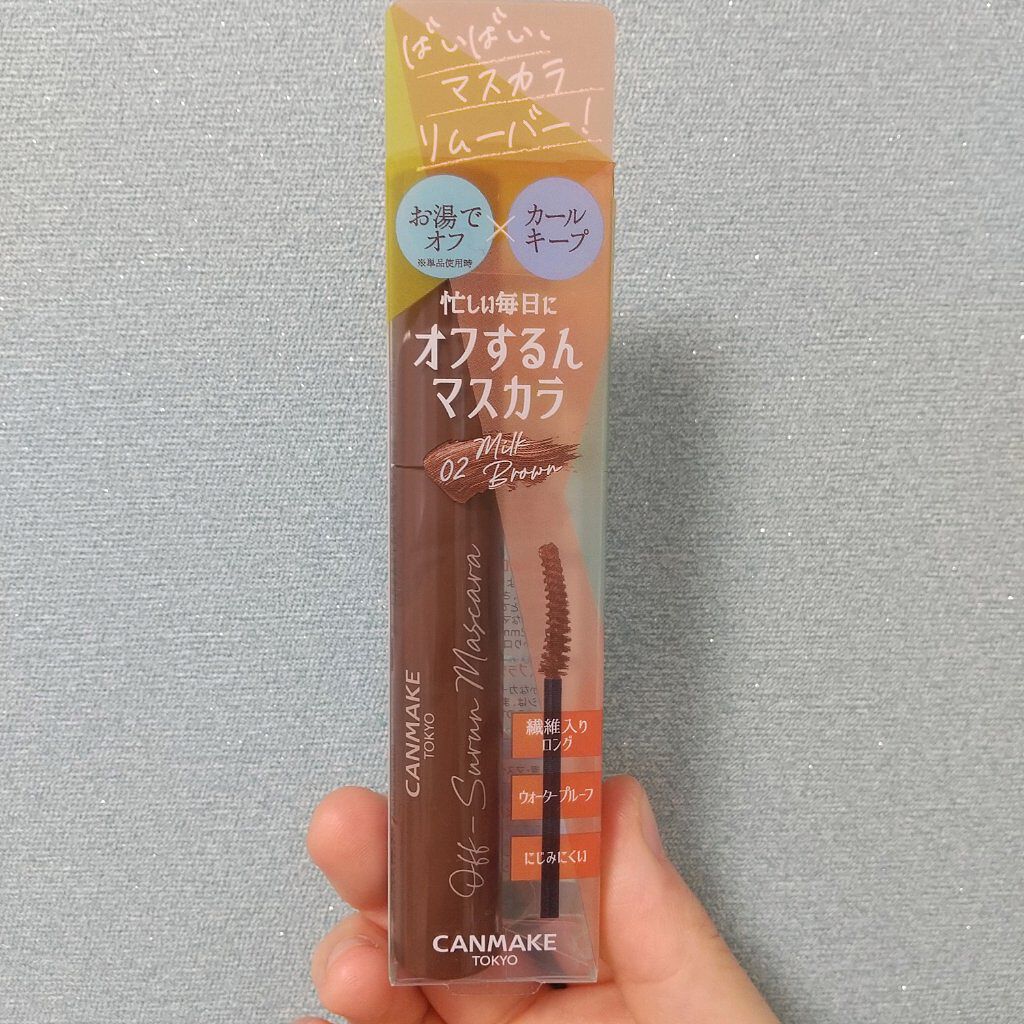 ばいばい、
マスカラ
リムーバー!
お湯で
オフ
※単品使用時
×
カール
キープ
忙しい毎日に
オフするん
マスカラ
02 Milk
Brown
Off-Surun Mascara
CANMAKE
TOKYO
繊維入り
ロング
ウォータープルーフ
にじみにくい
CANMAKE
TOKYO